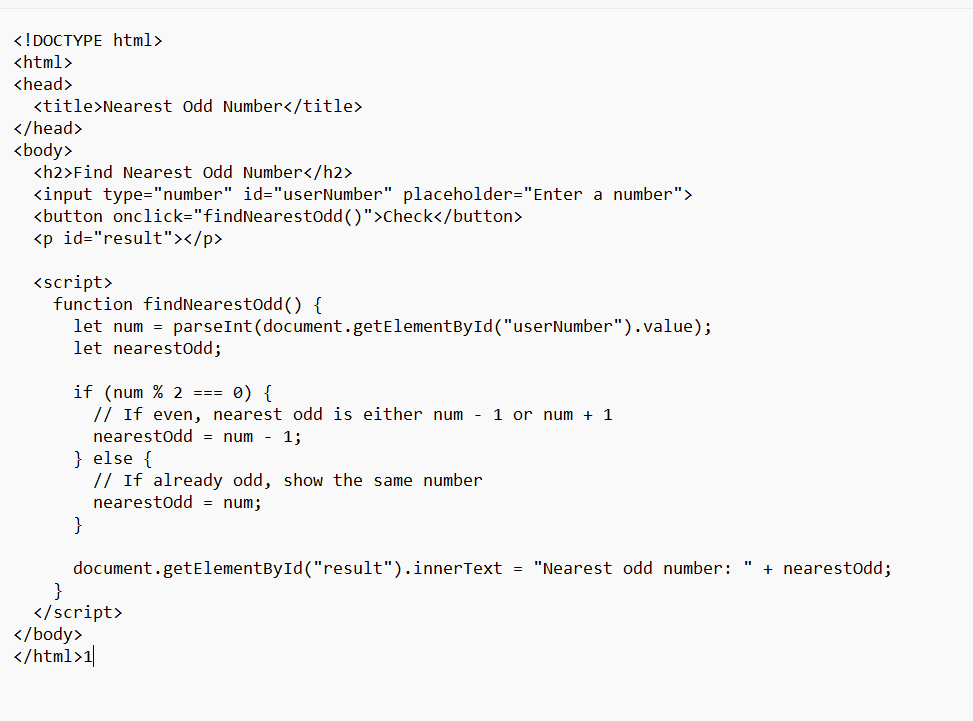 <!DOCTYPE html>
<html>
<head>
  <title>Nearest Odd Number</title>
</head>
<body>
  <h2>Find Nearest Odd Number</h2>
  <input type="number" id="userNumber" placeholder="Enter a number">
  <button onclick="findNearestOdd()">Check</button>
  <p id="result"></p>

  <script>
    function findNearestOdd() {
      let num = parseInt(document.getElementById("userNumber").value);
      let nearestOdd;

      if (num % 2 === 0) {
        // If even, nearest odd is either num - 1 or num + 1
        nearestOdd = num - 1;
      } else {
        // If already odd, show the same number
        nearestOdd = num;
      }

      document.getElementById("result").innerText = "Nearest odd number: " + nearestOdd;
    }
  </script>
</body>
</html>1